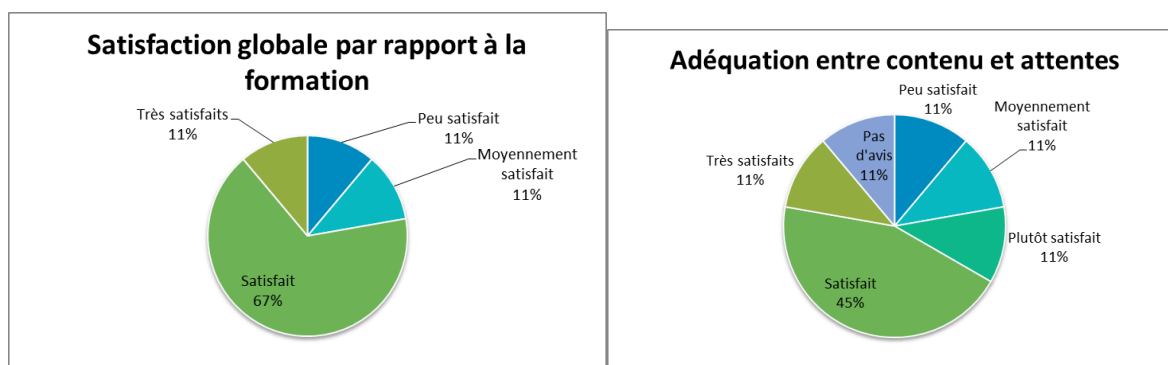 Satisfaction globale par rapport à la
formation
Très satisfaits
11%
Peu satisfait
11%
Moyennement
satisfait
11%
Satisfait
67%
Adéquation entre contenu et attentes
Peu satisfait
11%
Moyennement
satisfait
11%
Pas
d'avis
11%
Très satisfaits
11%
Plutôt satisfait
11%
Satisfait
45%